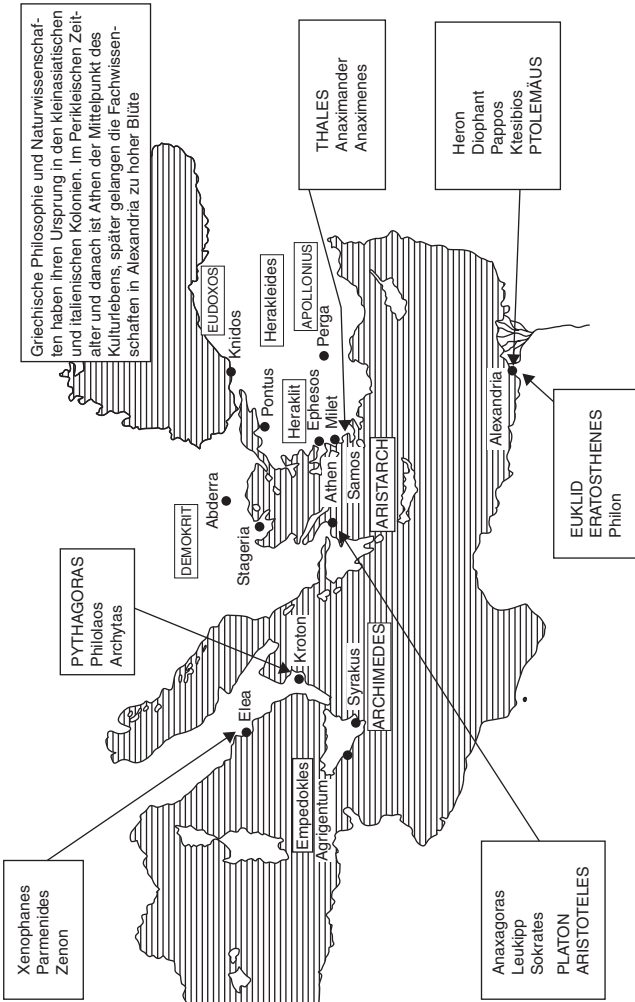 Griechische Philosophie und Naturwissenschaf-
ten haben ihren Ursprung in den kleinasiatischen
und italienischen Kolonien. Im Perikleischen Zeit-
alter und danach ist Athen der Mittelpunkt des
Kulturlebens, später gelangen die Fachwissen-
schaften in Alexandria zu hoher Blüte
Xenophanes
Parmenides
Zenon
PYTHAGORAS
Philolaos
Archytas
DEMOKRIT
Abderra
Stageria
EUDOXOS
Knidos
Pontus
Herakleides
Heraklit
Ephesos
Milet
APOLLONIUS
Perga
THALES
Anaximander
Anaximenes
Elea
Kroton
Athen
Samos
ARISTARCH
Empedokles
Agrigentum
Syrakus
ARCHIMEDES
Alexandria
Anaxagoras
Leukipp
Sokrates
PLATON
ARISTOTELES
EUKLID
ERATOSTHENES
Philon
Heron
Diophant
Pappos
Ktesibios
PTOLEMÄUS